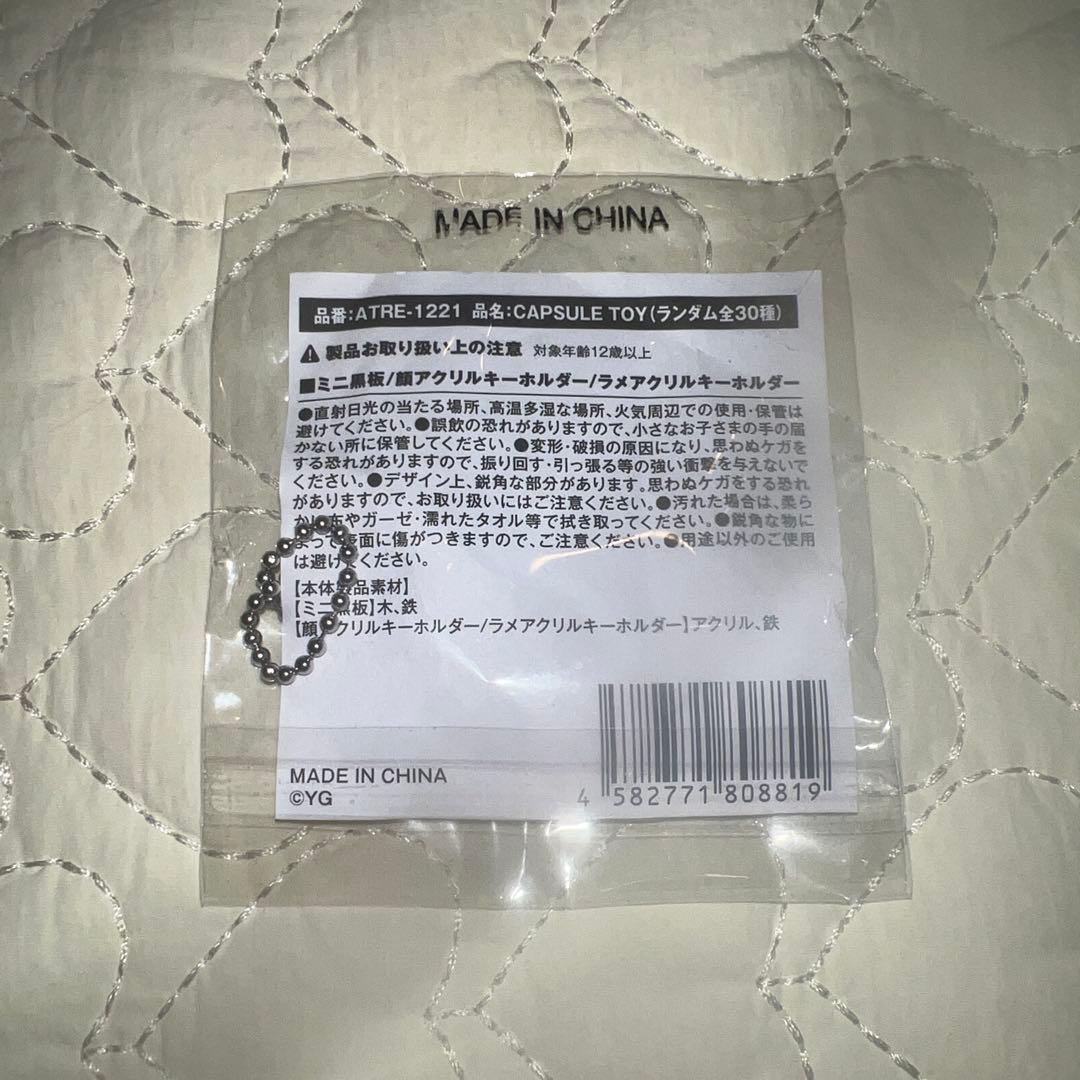 MADE IN CHINA
品番:ATRE-1221 品名:CAPSULE TOY(ランダム全30種)
製品お取り扱い上の注意 対象年齢12歳以上
■ミニ黒板/顔アクリルキーホルダー/ラメアクリルキーホルダー
●直射日光の当たる場所、高温多湿な場所、火気周辺での使用・保管は
避けてください。●誤飲の恐れがありますので、小さなお子さまの手の届
かない所に保管してください。●変形・破損の原因になり、思わぬケガを
する恐れがありますので、振り回す・引っ張る等の強い衝撃を与えないで
ください。●デザイン上、鋭角な部分があります。思わぬケガをする恐れ
がありますので、お取り扱いにはご注意ください。●汚れた場合は、柔ら
か 布やガーゼ・濡れたタオル等で拭き取ってください。●鋭角な物に
よって表面に傷がつきますので、ご注意ください。●用途以外のご使用
は避けてください。
【本体製品素材】
【ミニ黒板】木、鉄
【顔アクリルキーホルダー/ラメアクリルキーホルダー】アクリル、鉄
MADE IN CHINA
©YG
4 582771 808819